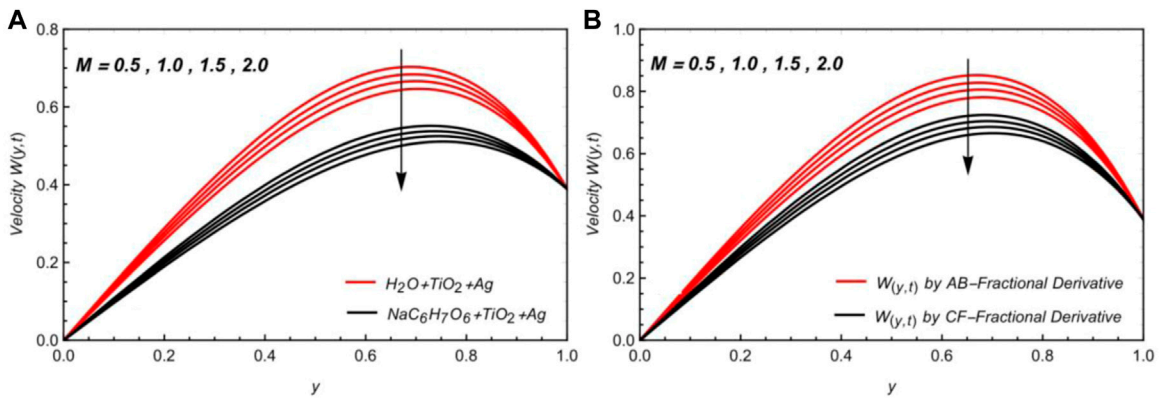 A
M = 0.5 , 1.0 , 1.5 , 2.0
Velocity W(y,t)
0.8
0.6
0.4
0.2
0.0
H2O+TiO2+Ag
NaC6H7O6+TiO2+Ag
0.0 0.2 0.4 0.6 0.8 1.0
y
B
M = 0.5 , 1.0 , 1.5 , 2.0
Velocity W(y,t)
1.0
0.8
0.6
0.4
0.2
0.0
W(y,t) by AB-Fractional Derivative
W(y,t) by CF-Fractional Derivative
0.0 0.2 0.4 0.6 0.8 1.0
y